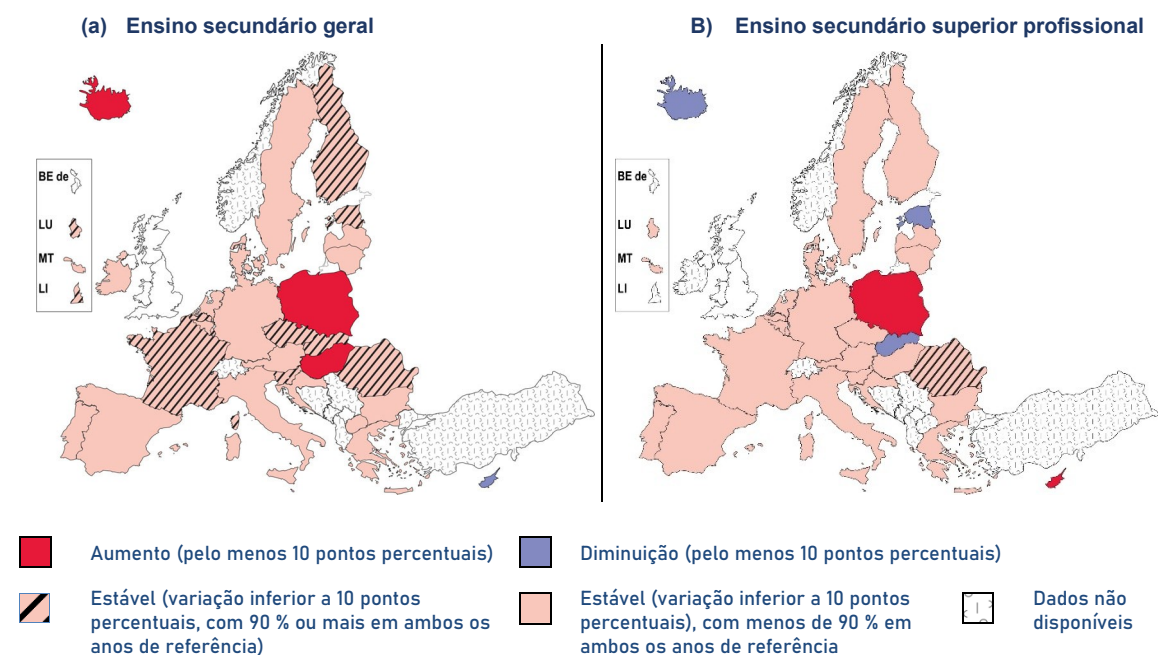 (a) Ensino secundário geral
B) Ensino secundário superior profissional
BE de
LU
MT
LI
BE de
LU
MT
LI
Aumento (pelo menos 10 pontos percentuais)
Diminuição (pelo menos 10 pontos percentuais)
Estável (variação inferior a 10 pontos
percentuais, com 90 % ou mais em ambos os
anos de referência)
Estável (variação inferior a 10 pontos
percentuais), com menos de 90 % em
ambos os anos de referência
Dados não
disponíveis